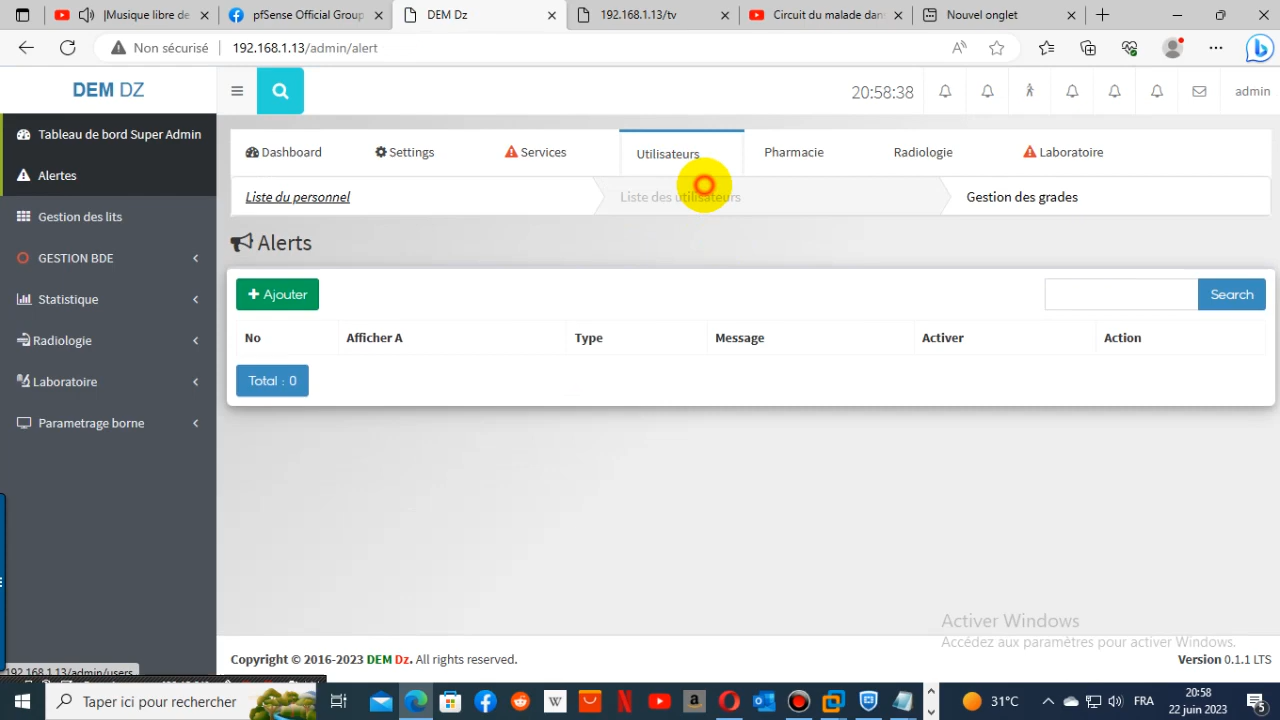 |Musique libre de
pfSense Official Group
DEM Dz
192.168.1.13/tv
Circuit du malade dans
Nouvel onglet
Non sécurisé
192.168.1.13/admin/alert
DEM DZ
20:58:38
admin
Tableau de bord Super Admin
Alertes
Gestion des lits
GESTION BDE
Statistique
Radiologie
Laboratoire
Parametrage borne
Dashboard
Settings
Services
Utilisateurs
Pharmacie
Radiologie
Laboratoire
Liste du personnel
Liste des utilisateurs
Gestion des grades
Alerts
Ajouter
Search
No
Afficher A
Type
Message
Activer
Action
Total : 0
Activer Windows
Accédez aux paramètres pour activer Windows.
Copyright © 2016-2023 DEM Dz. All rights reserved.
Version 0.1.1 LTS
192.168.1.13/admin/users
Taper ici pour rechercher
31°C
FRA
20:58
22 juin 2023
5